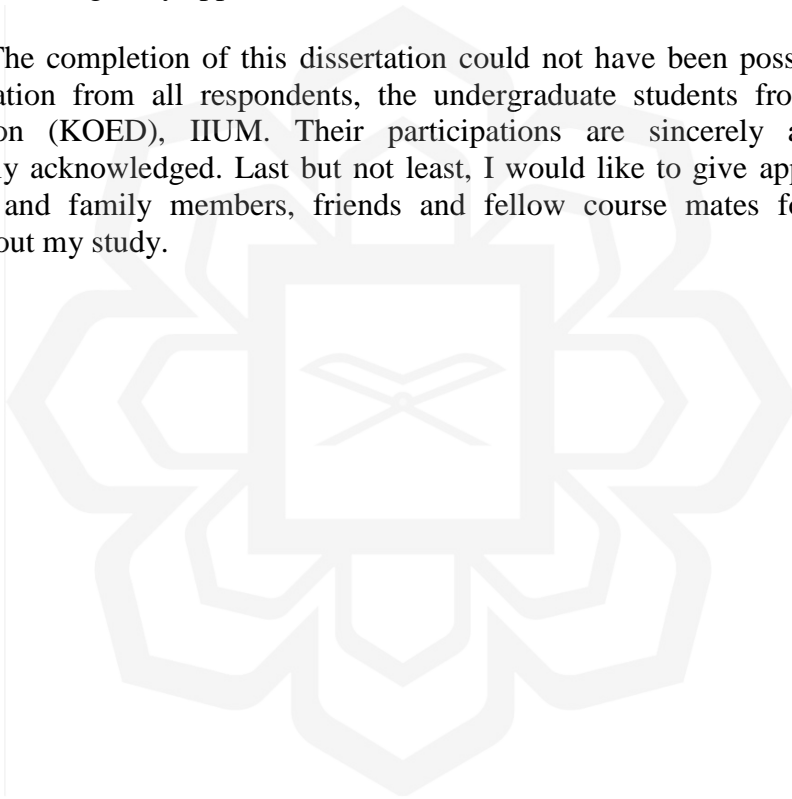 The completion of this dissertation could not have been poss
ation from all respondents, the undergraduate students fro
on (KOED), IIUM. Their participations are sincerely a
y acknowledged. Last but not least, I would like to give app
and family members, friends and fellow course mates fo
out my study.